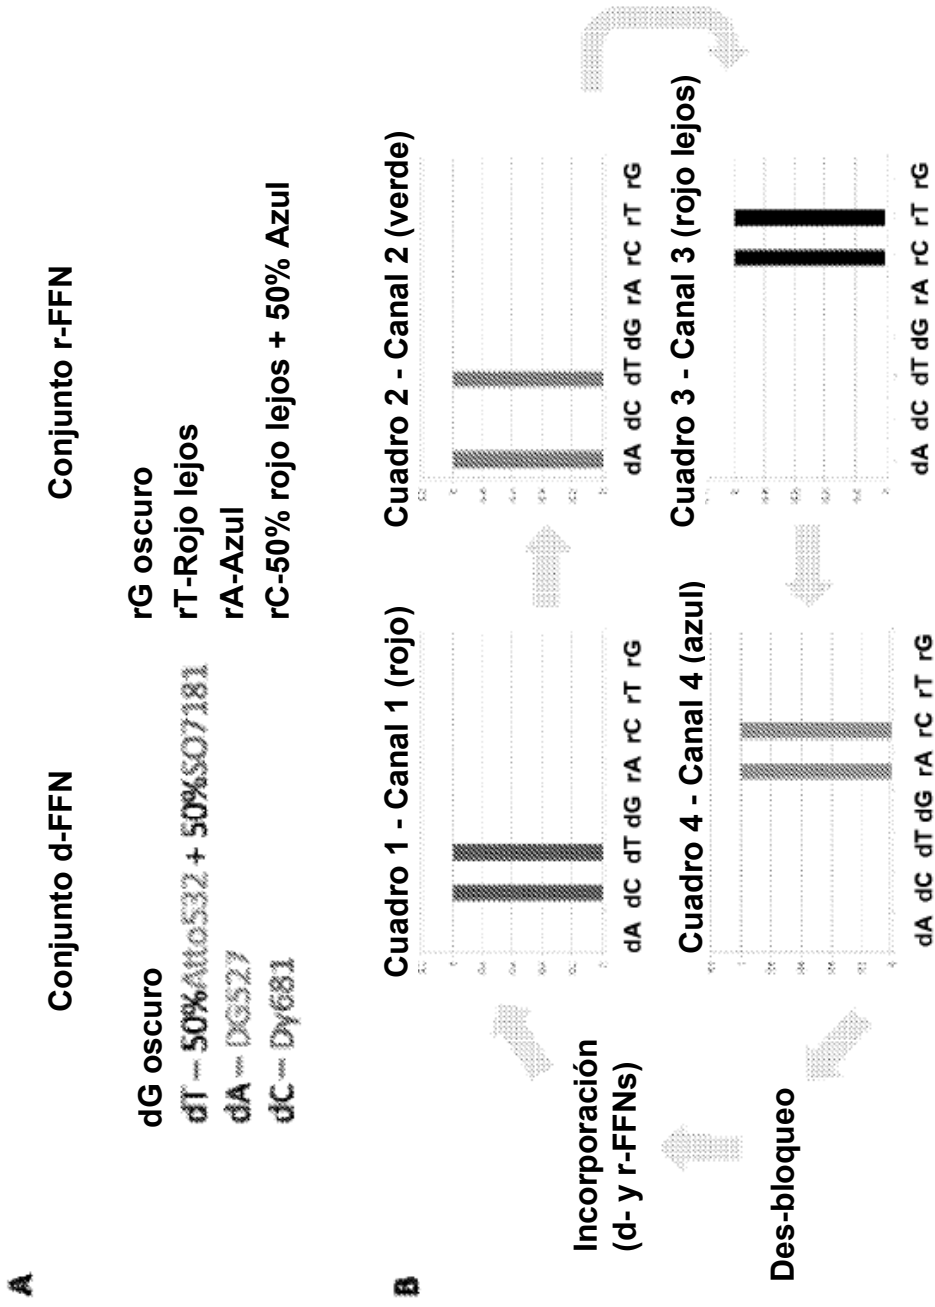 A
Conjunto d-FFN
dG oscuro
dT – 50%Atto532 + 50%SO7181
dA – DG527
dC – Dy681
Conjunto r-FFN
rG oscuro
rT-Rojo lejos
rA-Azul
rC-50% rojo lejos + 50% Azul
B
Incorporación
(d- y r-FFNs)
Cuadro 1 - Canal 1 (rojo)
dA dC dT dG rA rC rT rG
Cuadro 2 - Canal 2 (verde)
dA dC dT dG rA rC rT rG
Cuadro 3 - Canal 3 (rojo lejos)
dA dC dT dG rA rC rT rG
Cuadro 4 - Canal 4 (azul)
dA dC dT dG rA rC rT rG
Des-bloqueo